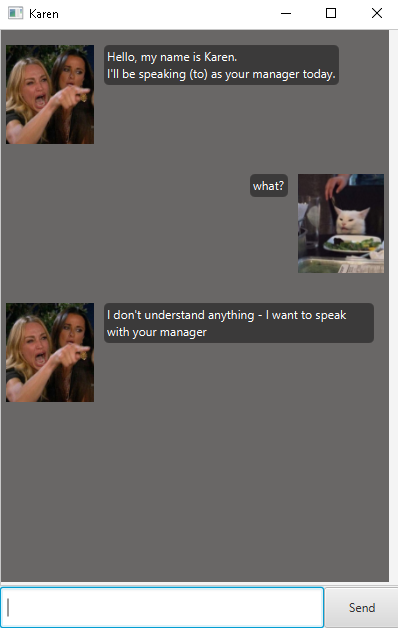 Karen
Hello, my name is Karen.
I'll be speaking (to) as your manager today.
what?
I don't understand anything - I want to speak
with your manager
Send